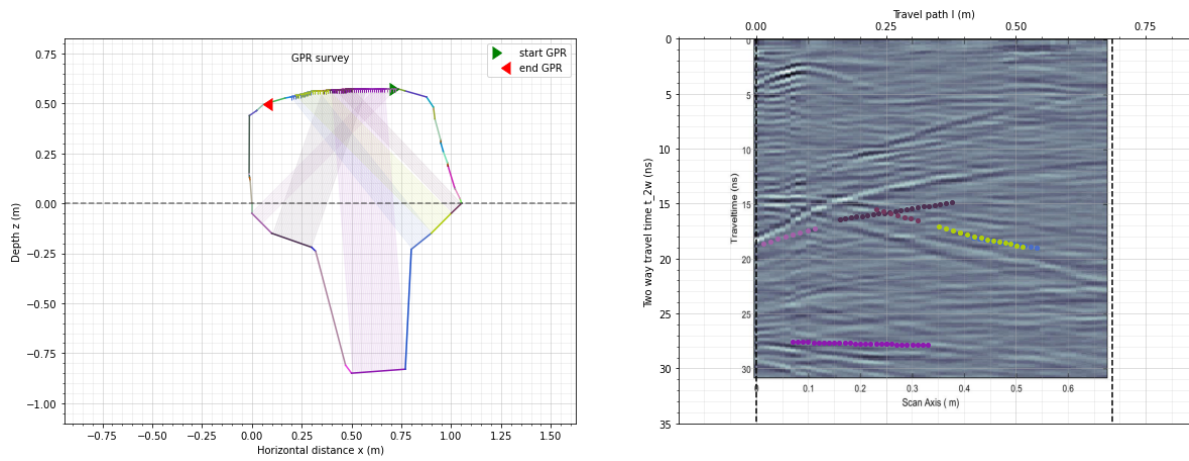 GPR survey
start GPR
end GPR
0.75
0.50
0.25
0.00
−0.25
−0.50
−0.75
−1.00
Depth z (m)
−0.75 −0.50 −0.25 0.00 0.25 0.50 0.75 1.00 1.25 1.50
Horizontal distance x (m)
Travel path l (m)
0.00 0.25 0.50 0.75
0
5
10
15
20
25
30
35
Two way travel time t_2w (ns)
Traveltime (ns)
0
5
10
15
20
25
30
0 0.1 0.2 0.3 0.4 0.5 0.6
Scan Axis ( m)